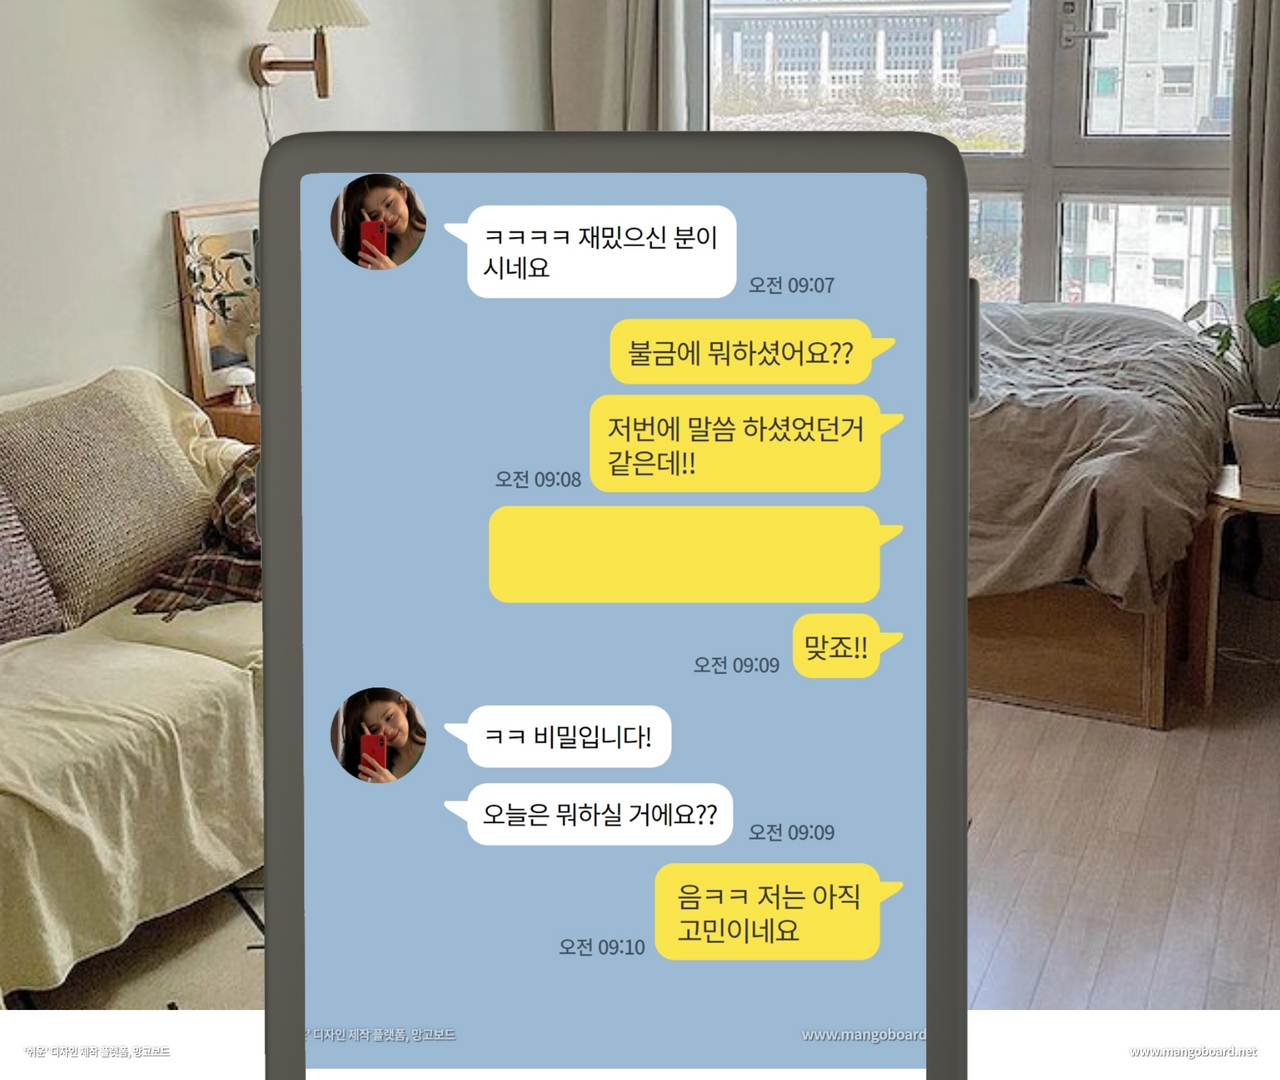 ㅋㅋㅋㅋ 재밌으신 분이
시네요
오전 09:07
불금에 뭐하셨어요??
저번에 말씀 하셨었던거
같은데!!
오전 09:08
맞죠!!
오전 09:09
ㅋㅋ 비밀입니다!
오늘은 뭐하실 거에요??
오전 09:09
음ㅋㅋ 저는 아직
고민이네요
오전 09:10
' 디자인 제작 플랫폼, 망고보드
www.mangoboard
'쉬운' 디자인 제작 플랫폼, 망고보드
www.mangoboard.net